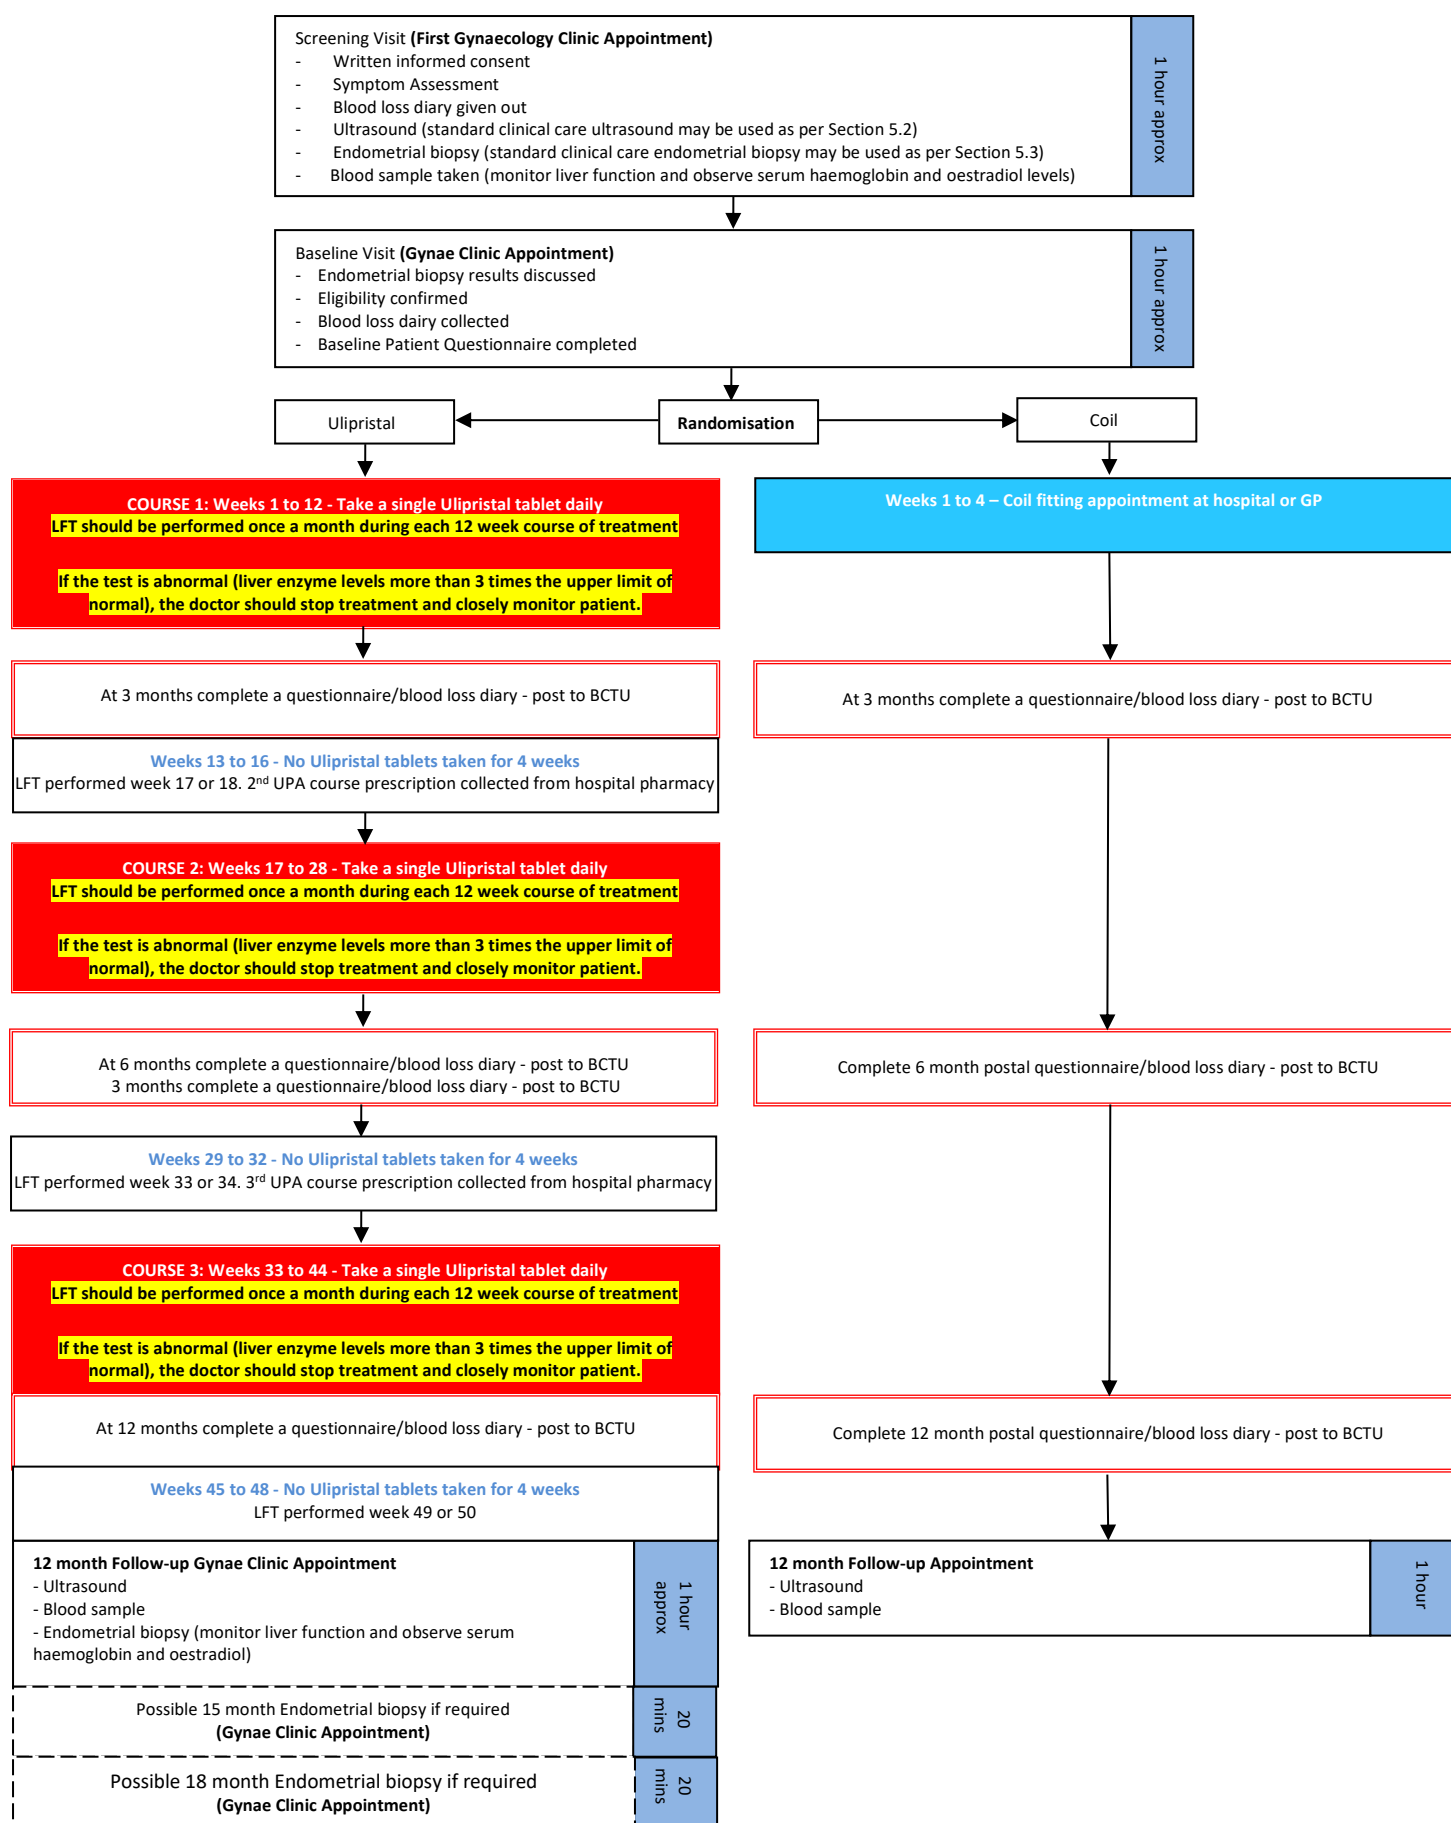 Screening Visit (First Gynaecology Clinic Appointment)
- Written informed consent
- Symptom Assessment
- Blood loss diary given out
- Ultrasound (standard clinical care ultrasound may be used as per Section 5.2)
- Endometrial biopsy (standard clinical care endometrial biopsy may be used as per Section 5.3)
- Blood sample taken (monitor liver function and observe serum haemoglobin and oestradiol levels)
1 hour approx
Baseline Visit (Gynae Clinic Appointment)
- Endometrial biopsy results discussed
- Eligibility confirmed
- Blood loss dairy collected
- Baseline Patient Questionnaire completed
1 hour approx
Ulipristal
Randomisation
Coil
COURSE 1: Weeks 1 to 12 - Take a single Ulipristal tablet daily
LFT should be performed once a month during each 12 week course of treatment
If the test is abnormal (liver enzyme levels more than 3 times the upper limit of
normal), the doctor should stop treatment and closely monitor patient.
Weeks 1 to 4 – Coil fitting appointment at hospital or GP
At 3 months complete a questionnaire/blood loss diary - post to BCTU
At 3 months complete a questionnaire/blood loss diary - post to BCTU
Weeks 13 to 16 - No Ulipristal tablets taken for 4 weeks
LFT performed week 17 or 18. 2nd UPA course prescription collected from hospital pharmacy
COURSE 2: Weeks 17 to 28 - Take a single Ulipristal tablet daily
LFT should be performed once a month during each 12 week course of treatment
If the test is abnormal (liver enzyme levels more than 3 times the upper limit of
normal), the doctor should stop treatment and closely monitor patient.
At 6 months complete a questionnaire/blood loss diary - post to BCTU
3 months complete a questionnaire/blood loss diary - post to BCTU
Complete 6 month postal questionnaire/blood loss diary - post to BCTU
Weeks 29 to 32 - No Ulipristal tablets taken for 4 weeks
LFT performed week 33 or 34. 3rd UPA course prescription collected from hospital pharmacy
COURSE 3: Weeks 33 to 44 - Take a single Ulipristal tablet daily
LFT should be performed once a month during each 12 week course of treatment
If the test is abnormal (liver enzyme levels more than 3 times the upper limit of
normal), the doctor should stop treatment and closely monitor patient.
At 12 months complete a questionnaire/blood loss diary - post to BCTU
Complete 12 month postal questionnaire/blood loss diary - post to BCTU
Weeks 45 to 48 - No Ulipristal tablets taken for 4 weeks
LFT performed week 49 or 50
12 month Follow-up Gynae Clinic Appointment
- Ultrasound
- Blood sample
- Endometrial biopsy (monitor liver function and observe serum
haemoglobin and oestradiol)
1 hour
approx
12 month Follow-up Appointment
- Ultrasound
- Blood sample
1 hour
Possible 15 month Endometrial biopsy if required
(Gynae Clinic Appointment)
20
mins
Possible 18 month Endometrial biopsy if required
(Gynae Clinic Appointment)
20
mins